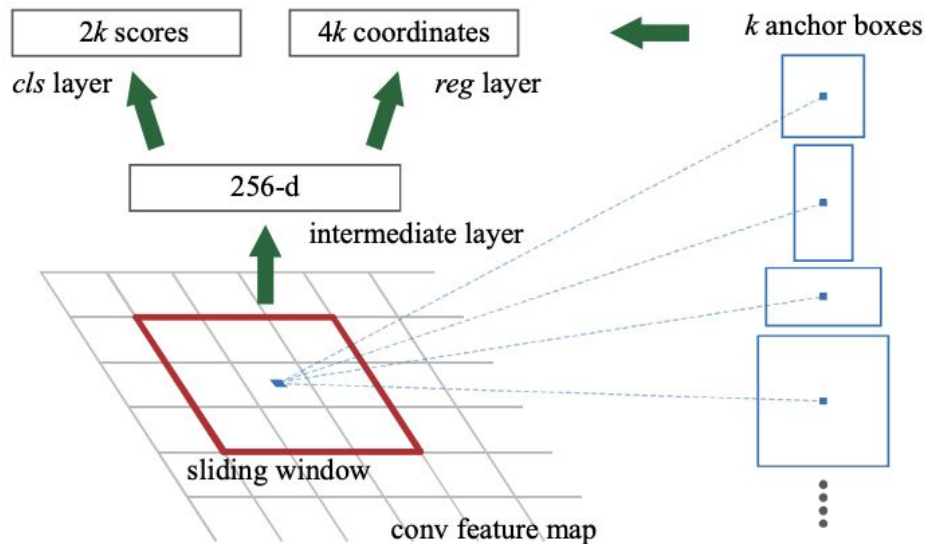 2k scores
4k coordinates
k anchor boxes
cls layer
reg layer
256-d
intermediate layer
sliding window
conv feature map